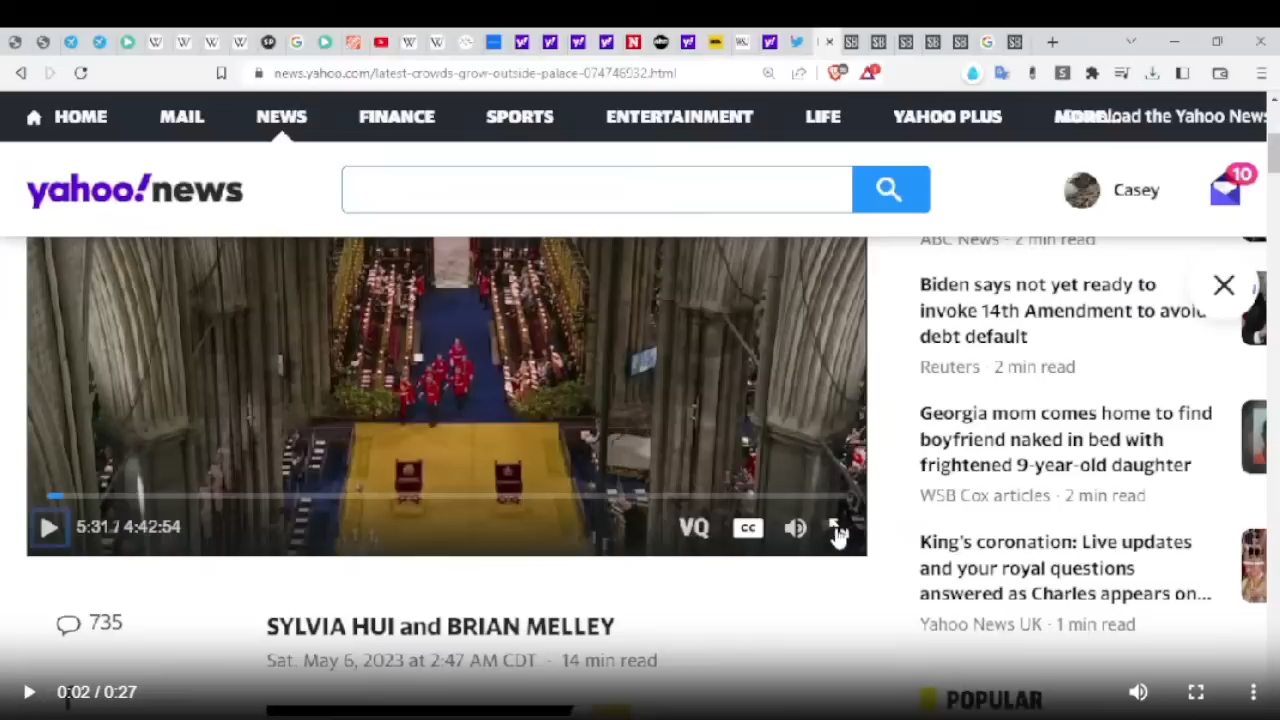 news.yahoo.com/latest-crowds-grow-outside-palace-074746932.html
HOME MAIL NEWS FINANCE SPORTS ENTERTAINMENT LIFE YAHOO PLUS MORE... the Yahoo News
yahoo!news
Casey
10
ABC News · 2 min read
Biden says not yet ready to
invoke 14th Amendment to avoid
debt default
Reuters · 2 min read
Georgia mom comes home to find
boyfriend naked in bed with
frightened 9-year-old daughter
WSB Cox articles · 2 min read
5:31 / 4:42:54
VQ
CC
King's coronation: Live updates
and your royal questions
answered as Charles appears on...
Yahoo News UK · 1 min read
735
SYLVIA HUI and BRIAN MELLEY
Sat, May 6, 2023 at 2:47 AM CDT · 14 min read
0:02 / 0:27
POPULAR